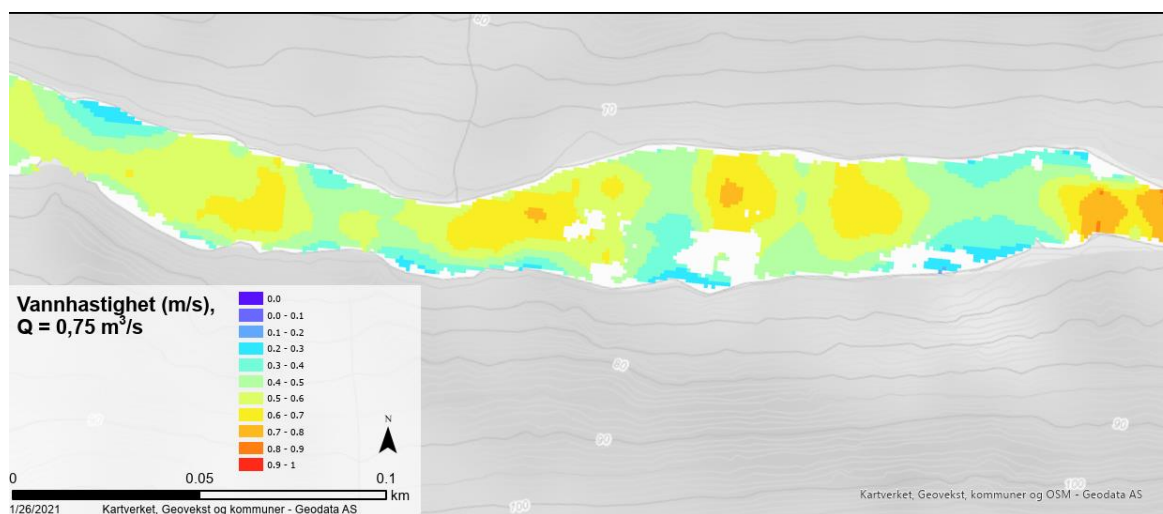 60
70
Vannhastighet (m/s),
Q = 0,75 m³/s
0.0
0.0 - 0.1
0.1 - 0.2
0.2 - 0.3
0.3 - 0.4
0.4 - 0.5
0.5 - 0.6
0.6 - 0.7
0.7 - 0.8
0.8 - 0.9
0.9 - 1
N
0 0.05 0.1
km
1/26/2021 Kartverket, Geovekst og kommuner - Geodata AS
80
90
90
100
100
Kartverket, Geovekst, kommuner og OSM - Geodata AS